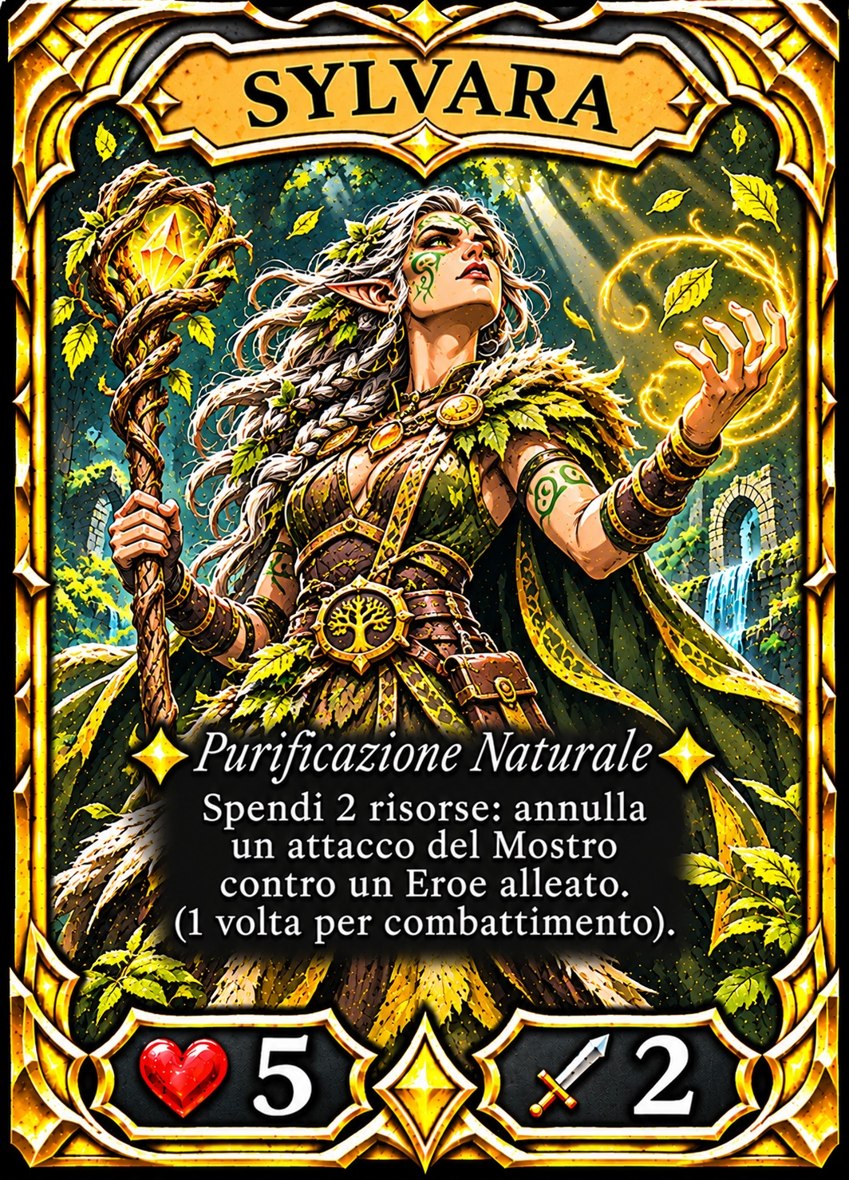 SYLVARA
Purificazione Naturale
Spendi 2 risorse: annulla
un attacco del Mostro
contro un Eroe alleato.
(1 volta per combattimento).
5
2